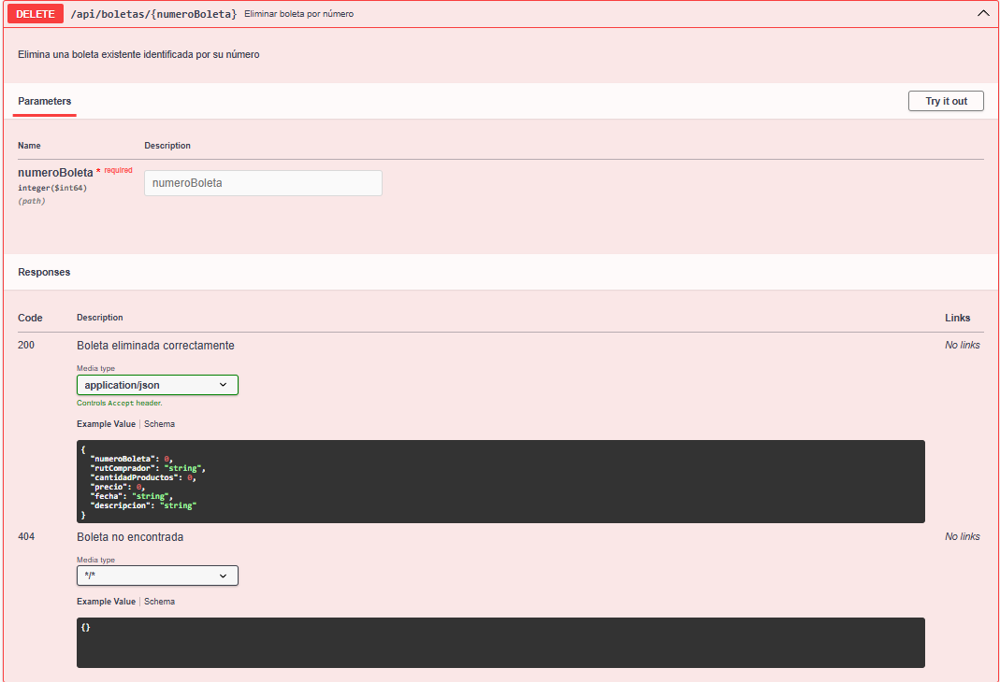 DELETE /api/boletas/{numeroBoleta} Eliminar boleta por número
Elimina una boleta existente identificada por su número
Parameters Try it out
Name Description
numeroBoleta * required
integer($int64)
(path)
numeroBoleta
Responses
Code Description Links
200 Boleta eliminada correctamente No links
Media type
application/json
Controls Accept header.
Example Value | Schema
{
"numeroBoleta": 0,
"rutComprador": "string",
"cantidadProductos": 0,
"precio": 0,
"fecha": "string",
"descripcion": "string"
}
404 Boleta no encontrada No links
Media type
*/*
Example Value | Schema
{}